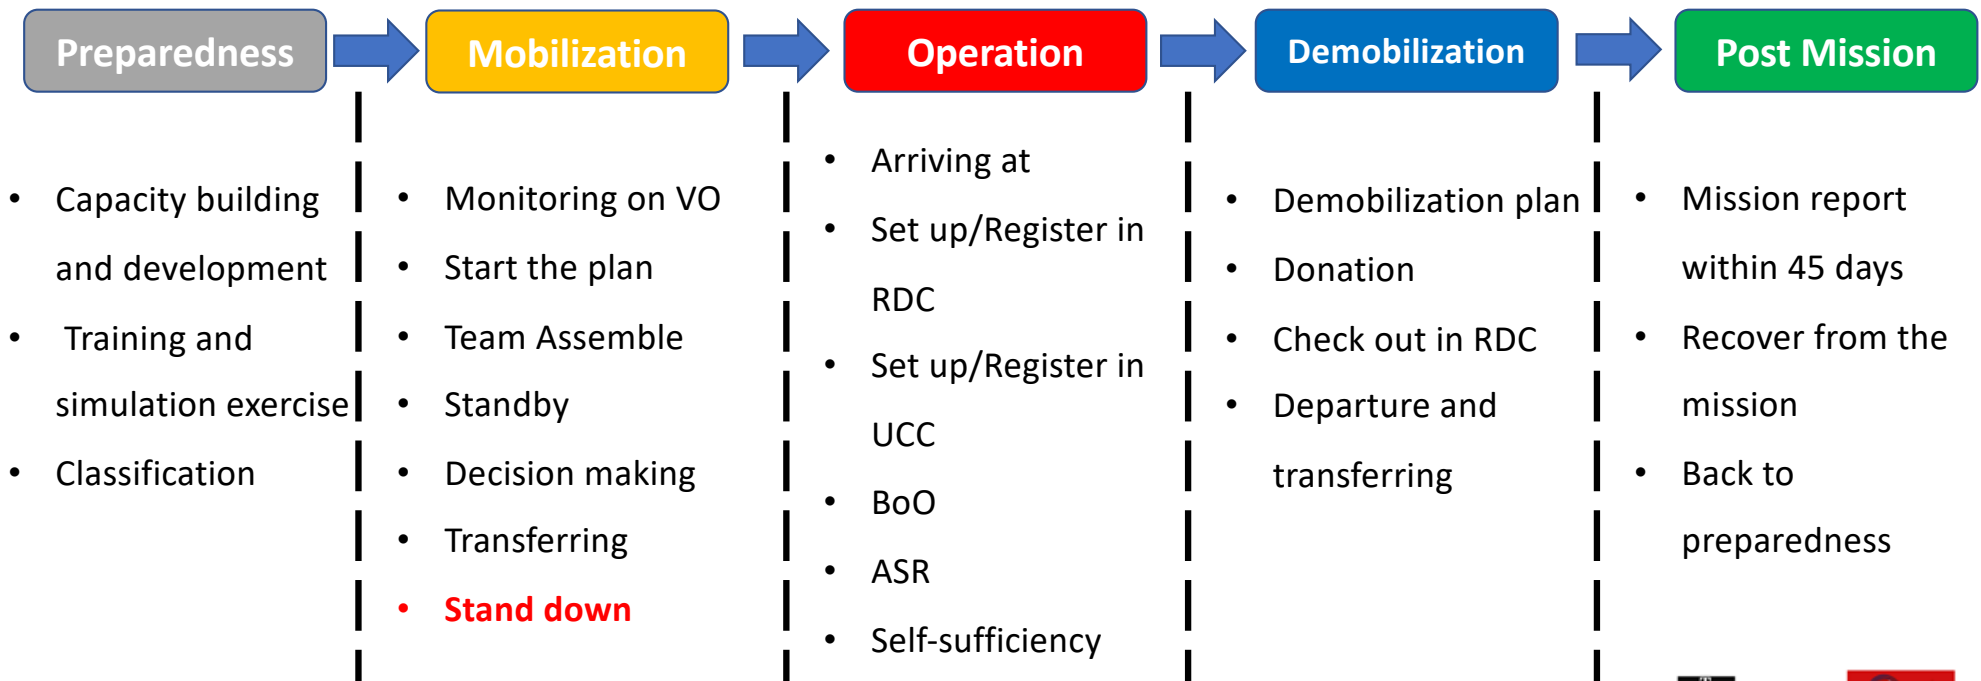 Preparedness
Mobilization
Operation
Demobilization
Post Mission
• Capacity building
and development
• Training and
simulation exercise
• Classification
• Monitoring on VO
• Start the plan
• Team Assemble
• Standby
• Decision making
• Transferring
• Stand down
• Arriving at
• Set up/Register in
RDC
• Set up/Register in
UCC
• BoO
• ASR
• Self-sufficiency
• Demobilization plan
• Donation
• Check out in RDC
• Departure and
transferring
• Mission report
within 45 days
• Recover from the
mission
• Back to
preparedness